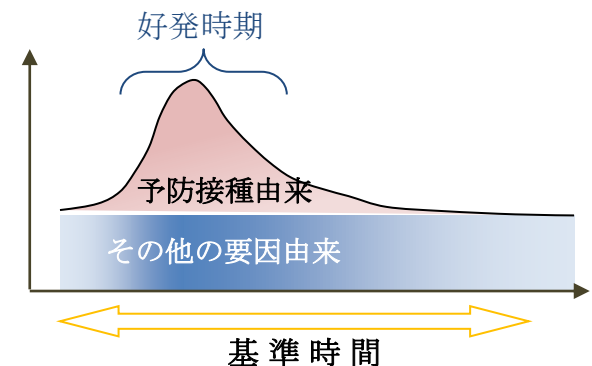 好発時期
予防接種由来
その他の要因由来
基準時間